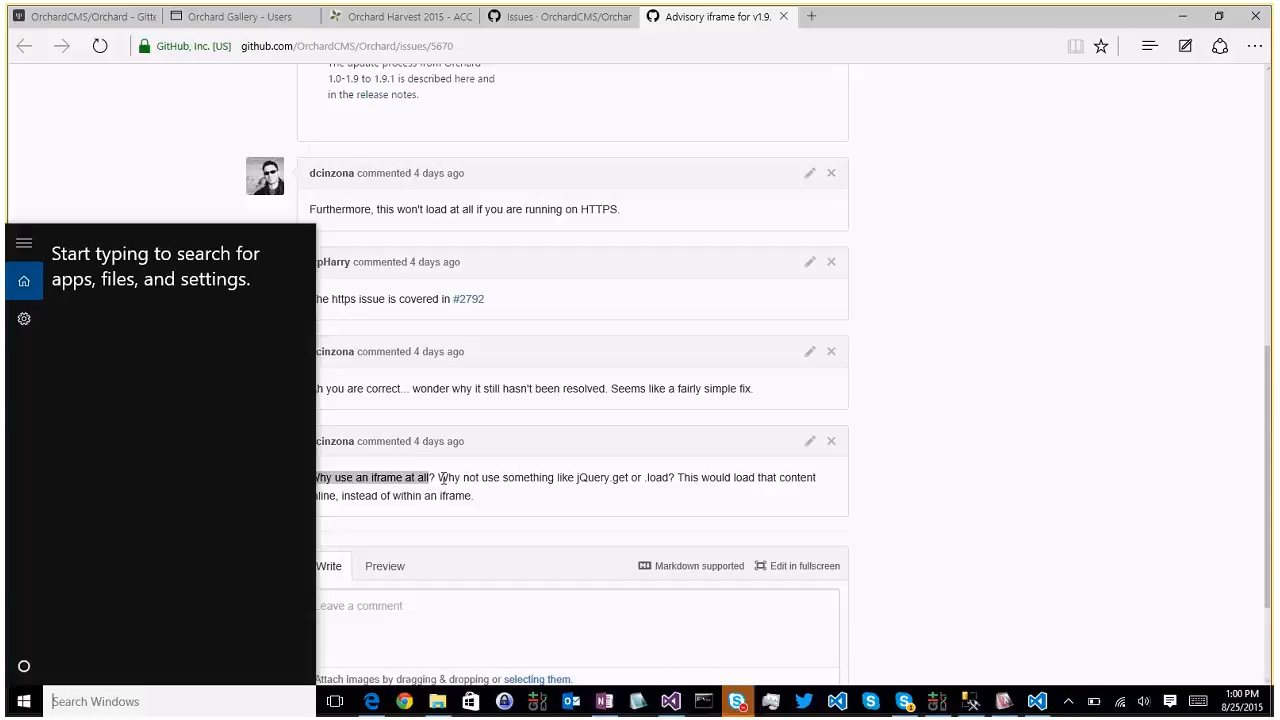 OrchardCMS/Orchard - Gitte
Orchard Gallery - Users
Orchard Harvest 2015 - ACC
Issues · OrchardCMS/Orchar
Advisory iframe for v1.9.
GitHub, Inc. [US] github.com/OrchardCMS/Orchard/issues/5670
The update process from Orchard
1.0-1.9 to 1.9.1 is described here and
in the release notes.
dcinzona commented 4 days ago
Furthermore, this won't load at all if you are running on HTTPS.
pHarry commented 4 days ago
he https issue is covered in #2792
cinzona commented 4 days ago
h you are correct... wonder why it still hasn't been resolved. Seems like a fairly simple fix.
cinzona commented 4 days ago
Why use an iframe at all? Why not use something like jQuery.get or .load? This would load that content
nline, instead of within an iframe.
Write
Preview
Markdown supported
Edit in fullscreen
Leave a comment
Attach images by dragging & dropping or selecting them.
Start typing to search for
apps, files, and settings.
Search Windows
1:00 PM
8/25/2015